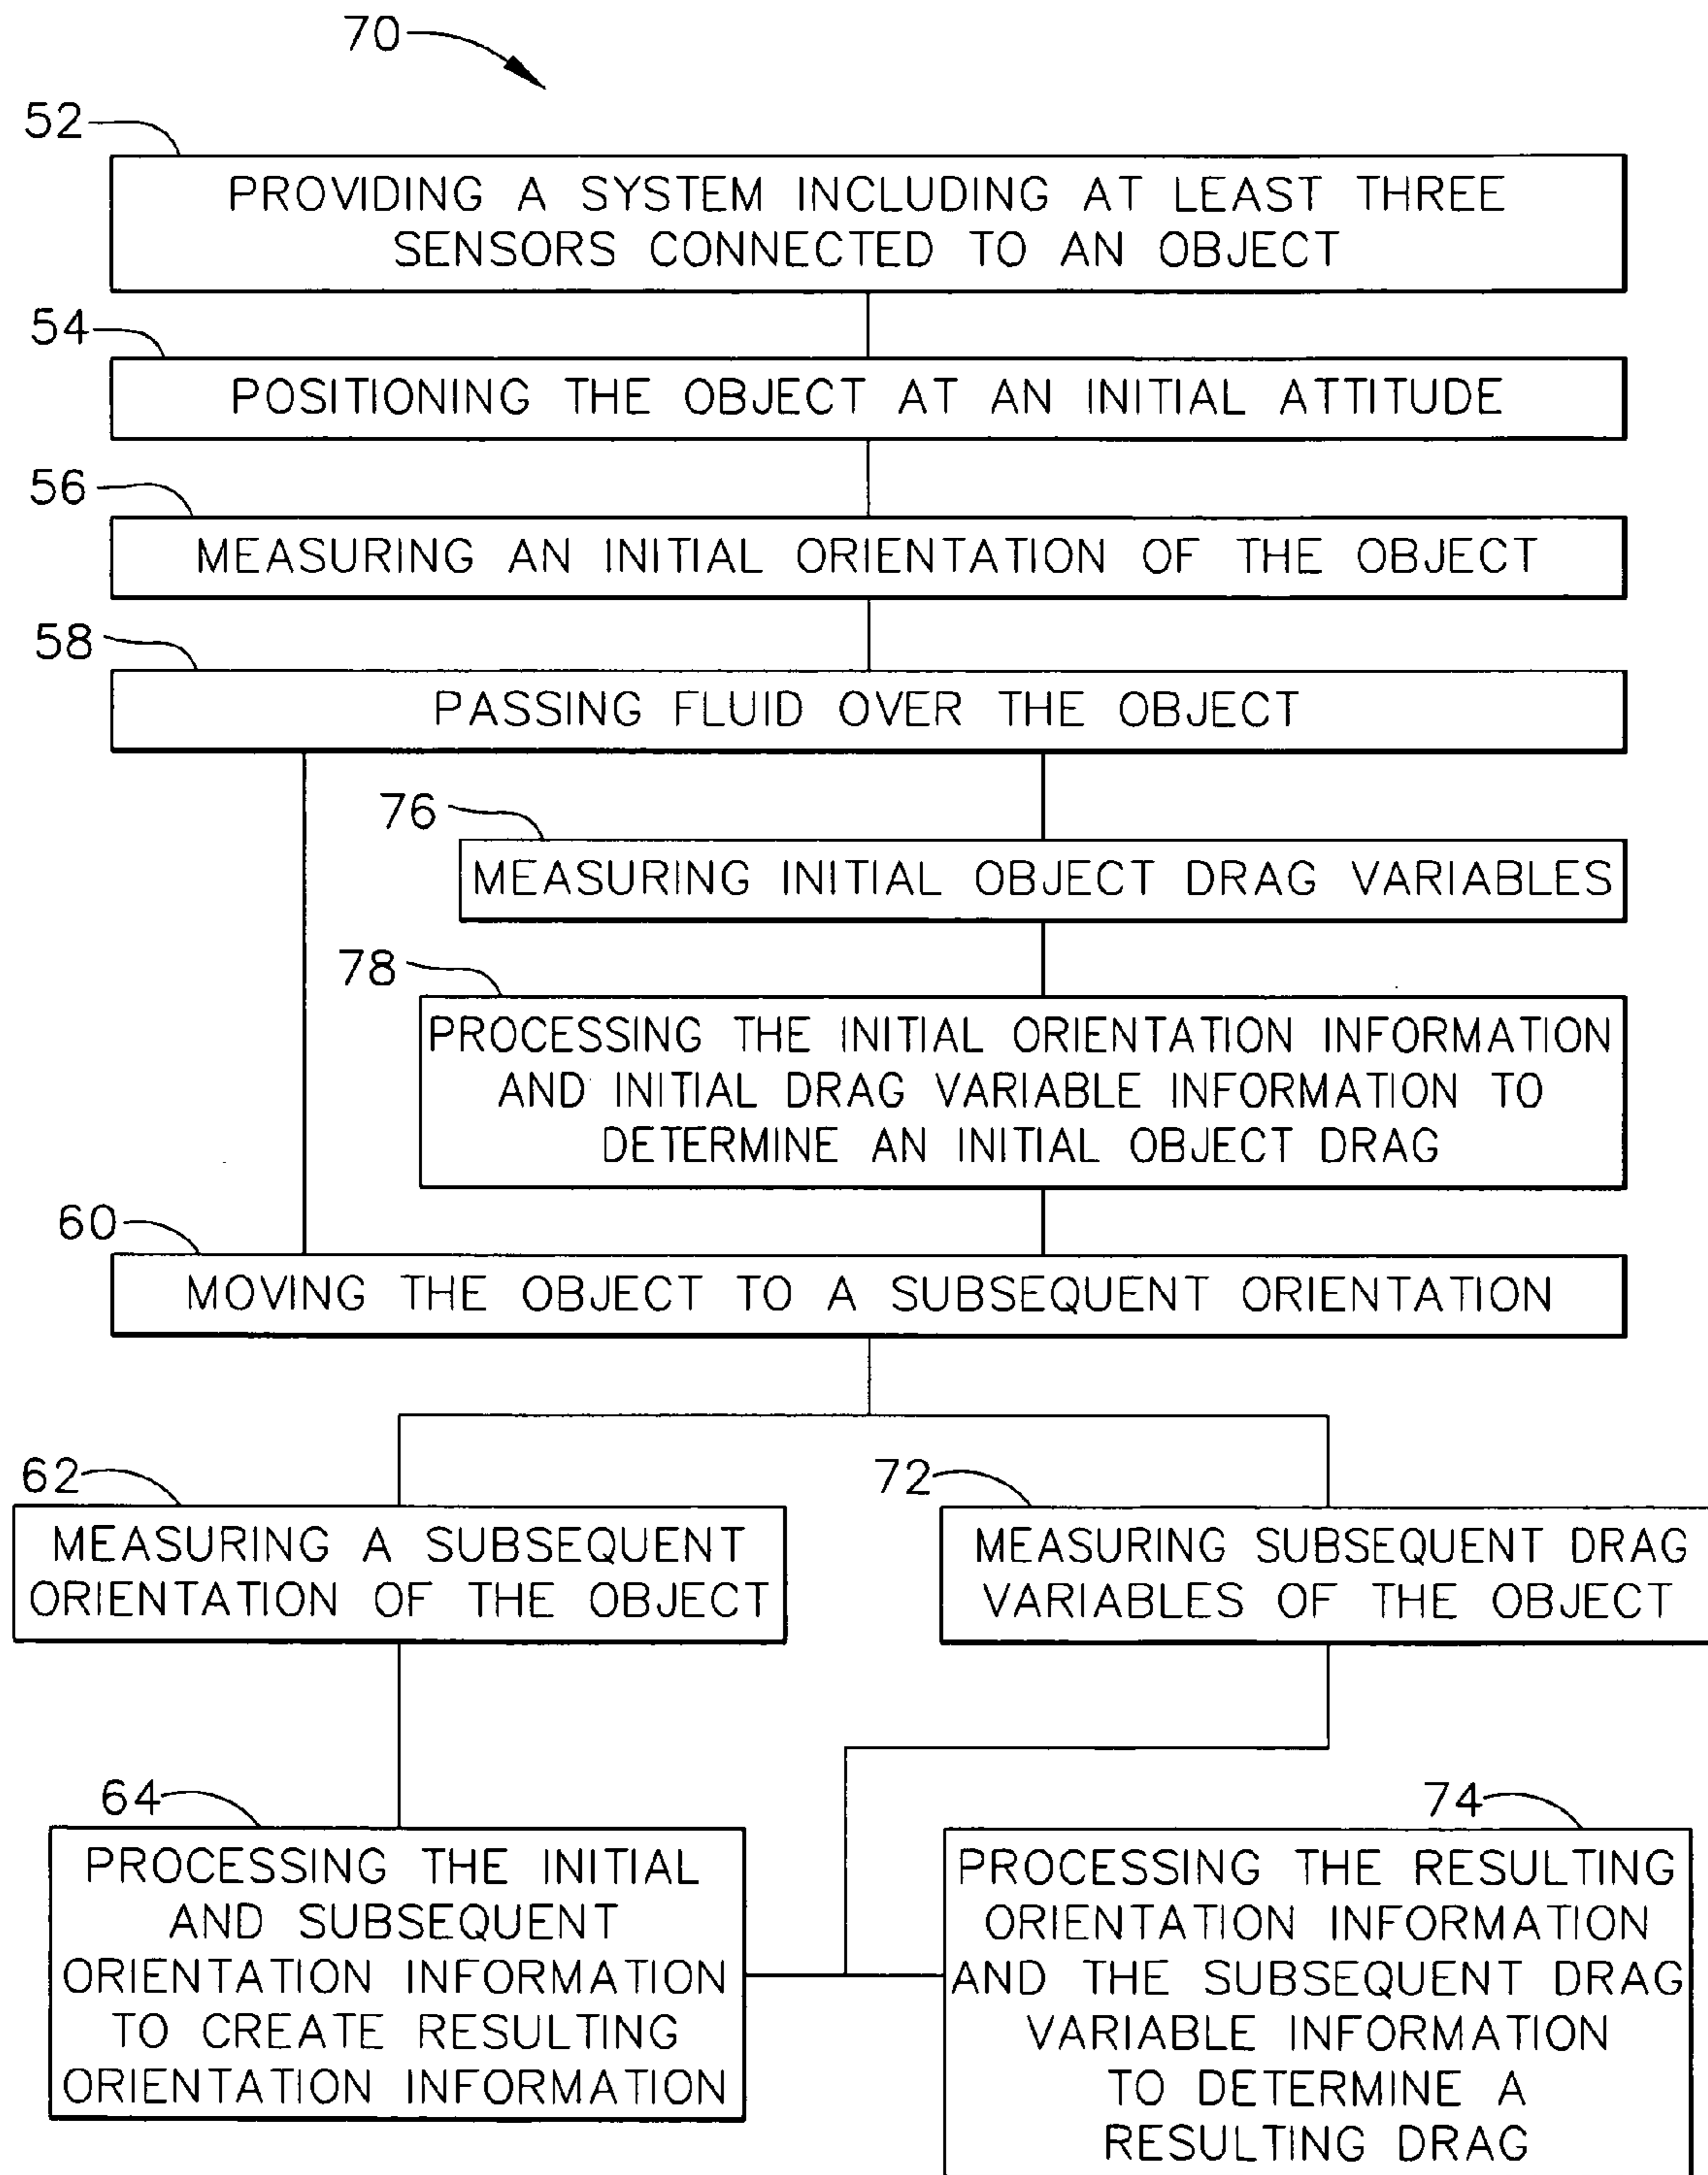 70
52
PROVIDING A SYSTEM INCLUDING AT LEAST THREE
SENSORS CONNECTED TO AN OBJECT
54
POSITIONING THE OBJECT AT AN INITIAL ATTITUDE
56
MEASURING AN INITIAL ORIENTATION OF THE OBJECT
58
PASSING FLUID OVER THE OBJECT
76
MEASURING INITIAL OBJECT DRAG VARIABLES
78
PROCESSING THE INITIAL ORIENTATION INFORMATION
AND INITIAL DRAG VARIABLE INFORMATION TO
DETERMINE AN INITIAL OBJECT DRAG
60
MOVING THE OBJECT TO A SUBSEQUENT ORIENTATION
62
MEASURING A SUBSEQUENT
ORIENTATION OF THE OBJECT
72
MEASURING SUBSEQUENT DRAG
VARIABLES OF THE OBJECT
64
PROCESSING THE INITIAL
AND SUBSEQUENT
ORIENTATION INFORMATION
TO CREATE RESULTING
ORIENTATION INFORMATION
74
PROCESSING THE RESULTING
ORIENTATION INFORMATION
AND THE SUBSEQUENT DRAG
VARIABLE INFORMATION
TO DETERMINE A
RESULTING DRAG